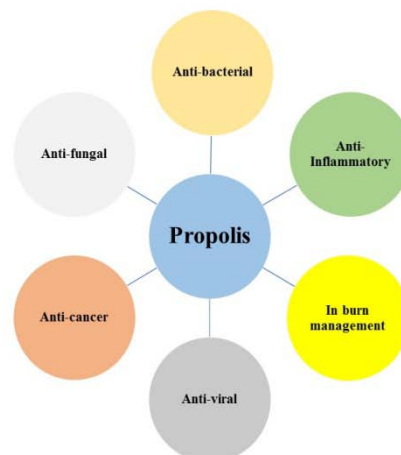 Anti-bacterial
Anti-
Inflammatory
In burn
management
Anti-viral
Anti-cancer
Anti-fungal
Propolis